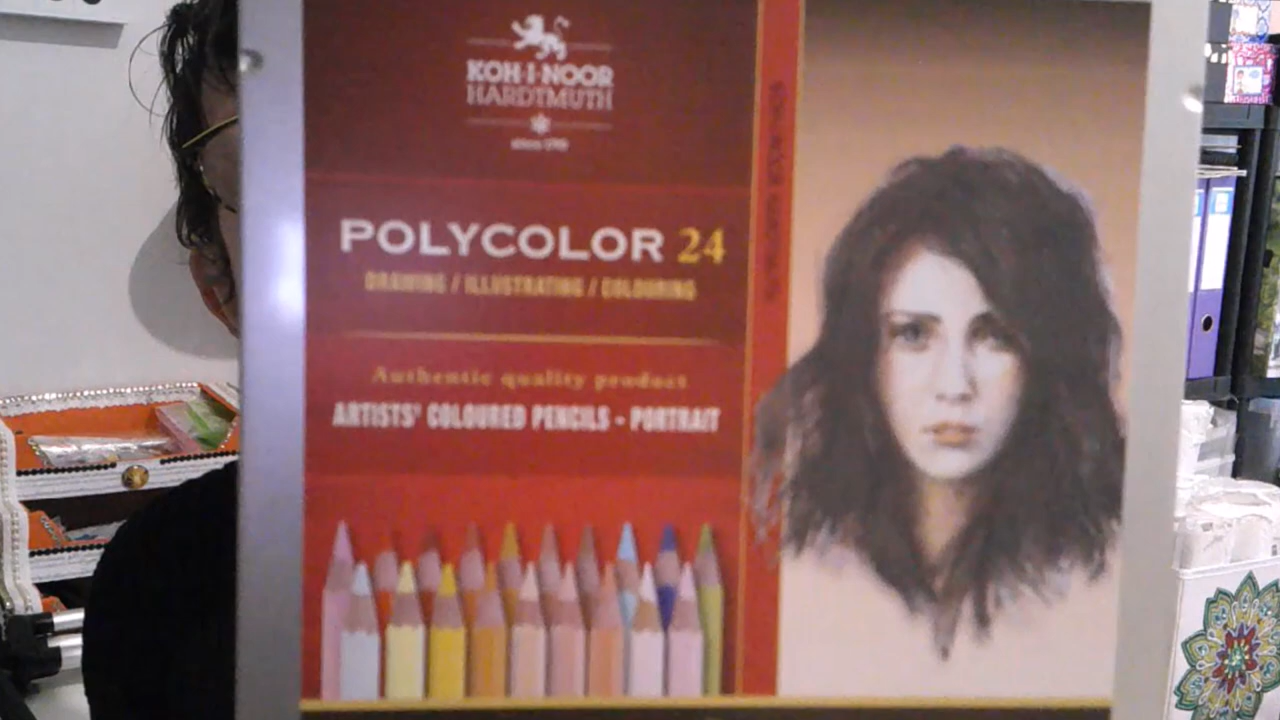 KOH-I-NOOR
HARDTMUTH
since 1790
POLYCOLOR 24
DRAWING / ILLUSTRATING / COLOURING
Authentic quality product
ARTISTS' COLOURED PENCILS - PORTRAIT